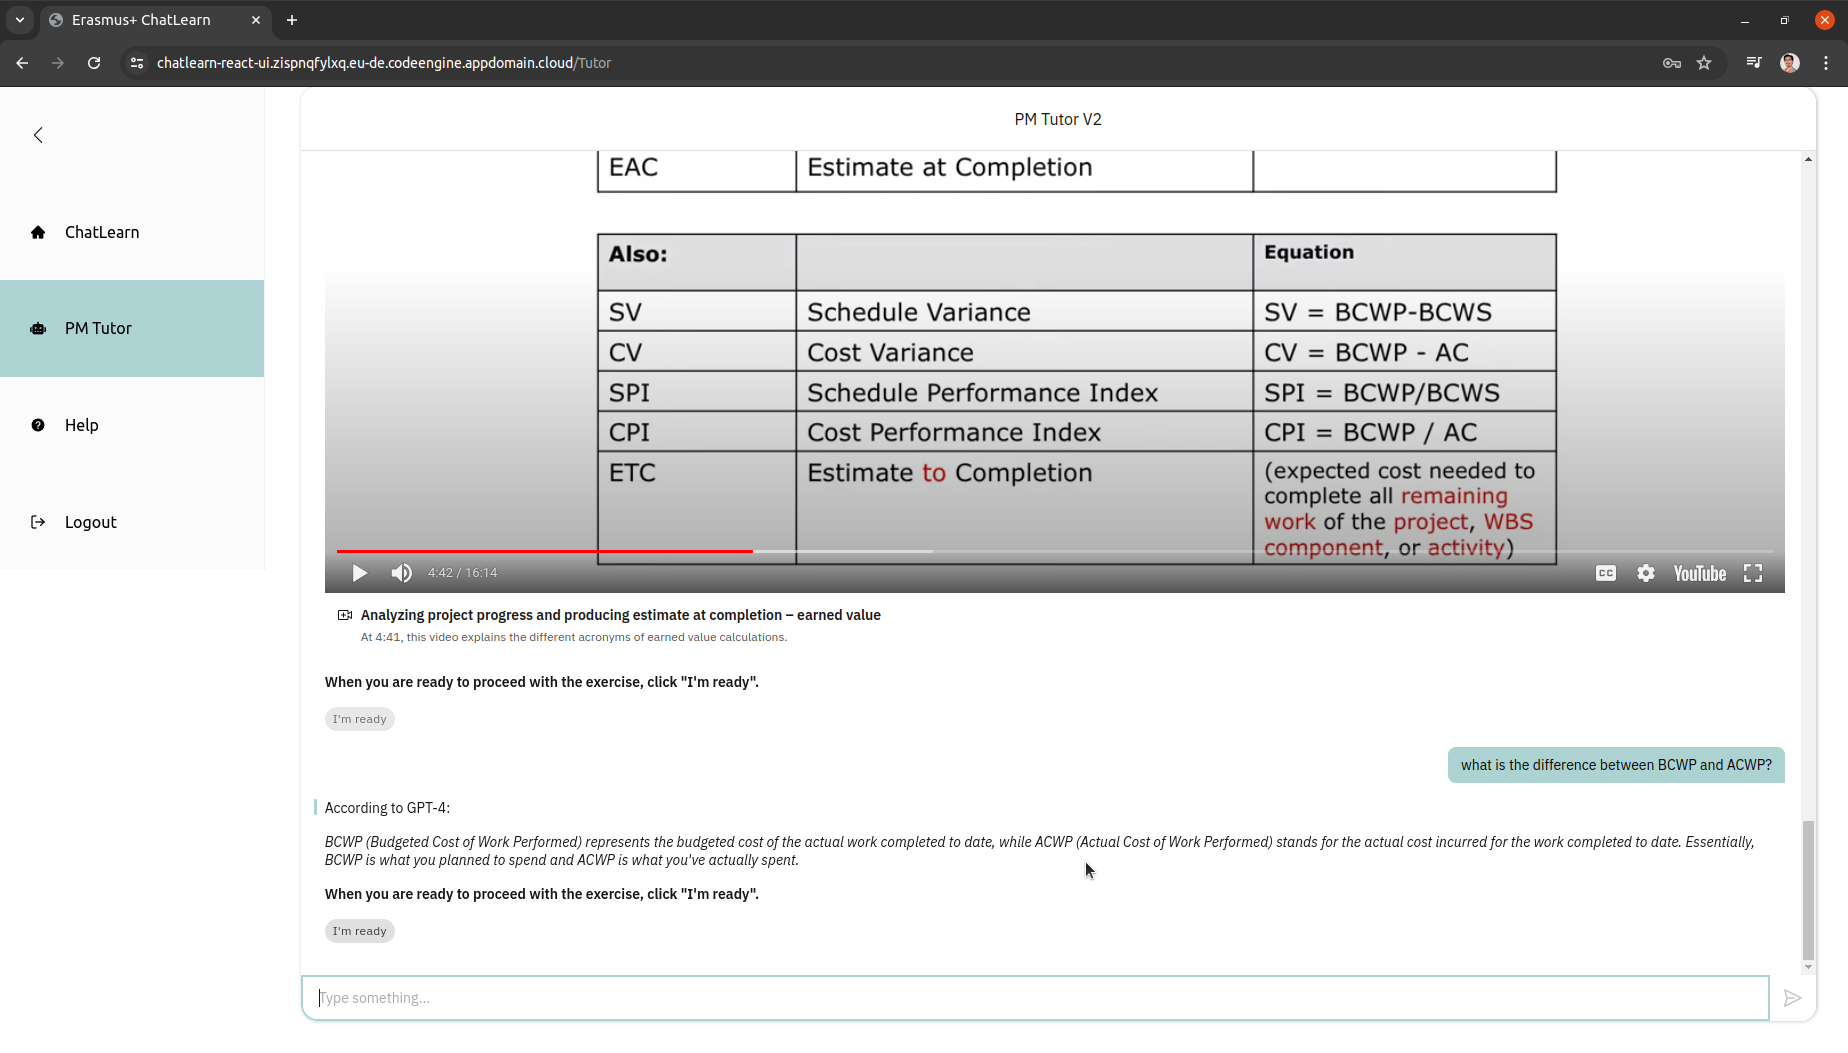 Erasmus+ ChatLearn
chatlearn-react-ui.zispnqfylxq.eu-de.codeengine.appdomain.cloud/Tutor
PM Tutor V2
ChatLearn
PM Tutor
Help
Logout
EAC Estimate at Completion
Also: Equation
SV Schedule Variance SV = BCWP-BCWS
CV Cost Variance CV = BCWP - AC
SPI Schedule Performance Index SPI = BCWP/BCWS
CPI Cost Performance Index CPI = BCWP / AC
ETC Estimate to Completion (expected cost needed to
complete all remaining
work of the project, WBS
component, or activity)
4:42 / 16:14
CC
YouTube
Analyzing project progress and producing estimate at completion – earned value
At 4:41, this video explains the different acronyms of earned value calculations.
When you are ready to proceed with the exercise, click "I'm ready".
I'm ready
what is the difference between BCWP and ACWP?
According to GPT-4:
BCWP (Budgeted Cost of Work Performed) represents the budgeted cost of the actual work completed to date, while ACWP (Actual Cost of Work Performed) stands for the actual cost incurred for the work completed to date. Essentially,
BCWP is what you planned to spend and ACWP is what you've actually spent.
When you are ready to proceed with the exercise, click "I'm ready".
I'm ready
Type something...